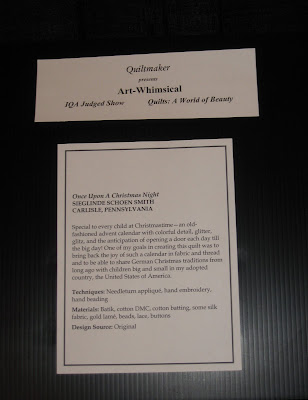 Quiltmaker
presents
Art-Whimsical
IQA Judged Show Quilts: A World of Beauty
Once Upon A Christmas Night
SIEGLINDE SCHOEN SMITH
CARLISLE, PENNSYLVANIA
Special to every child at Christmastime – an old-
fashioned advent calendar with colorful detail, glitter,
glitz, and the anticipation of opening a door each day till
the big day! One of my goals in creating this quilt was to
bring back the joy of such a calendar in fabric and thread
and to be able to share German Christmas traditions from
long ago with children big and small in my adopted
country, the United States of America.
Techniques: Needleturn appliqué, hand embroidery,
hand beading
Materials: Batik, cotton DMC, cotton batting, some silk
fabric, gold lamé, beads, lace, buttons
Design Source: Original